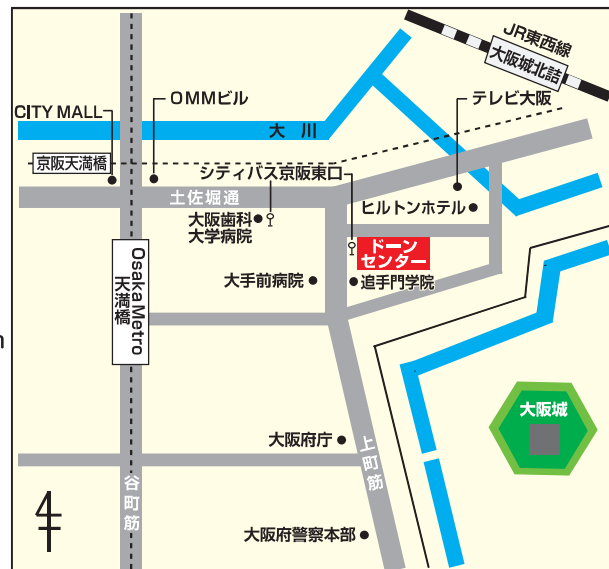 JR東西線
大阪城北詰
CITY MALL
OMMビル
テレビ大阪
大川
京阪天満橋
シティバス京阪東口
土佐堀通
大阪歯科
大学病院
ヒルトンホテル
ドーン
センター
Osaka Metro
天満橋
大手前病院
追手門学院
n
大阪城
大阪府庁
上町筋
谷町筋
大阪府警察本部